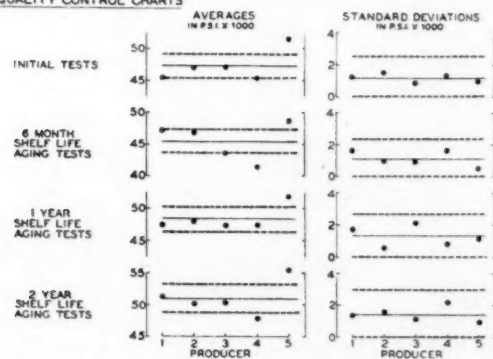 QUALITY CONTROL CHARTS
AVERAGES
IN P.S.I. X 1000
STANDARD DEVIATIONS
IN P.S.I. X 1000
INITIAL TESTS
50
45
4
2
0
6 MONTH
SHELF LIFE
AGING TESTS
50
45
40
4
2
0
1 YEAR
SHELF LIFE
AGING TESTS
50
45
4
2
0
2 YEAR
SHELF LIFE
AGING TESTS
55
50
45
4
2
0
1 2 3 4 5
PRODUCER
1 2 3 4 5
PRODUCER